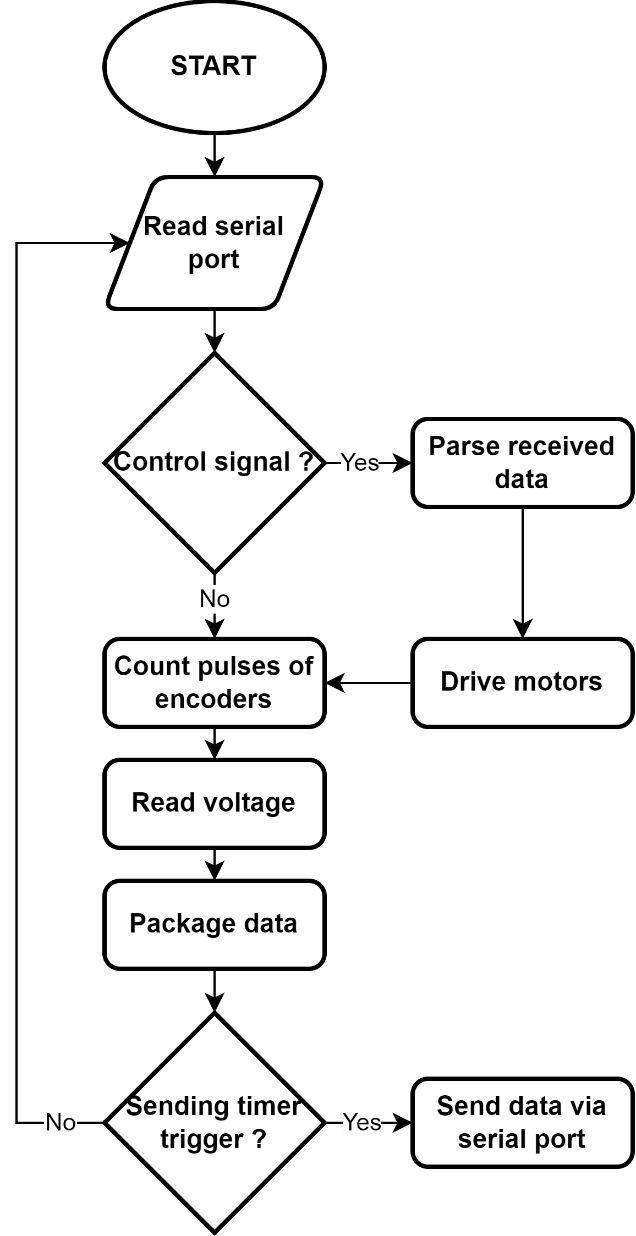 START
Read serial
port
Control signal ?
Yes
Parse received
data
No
Count pulses of
encoders
Drive motors
Read voltage
Package data
Sending timer
trigger ?
No
Yes
Send data via
serial port